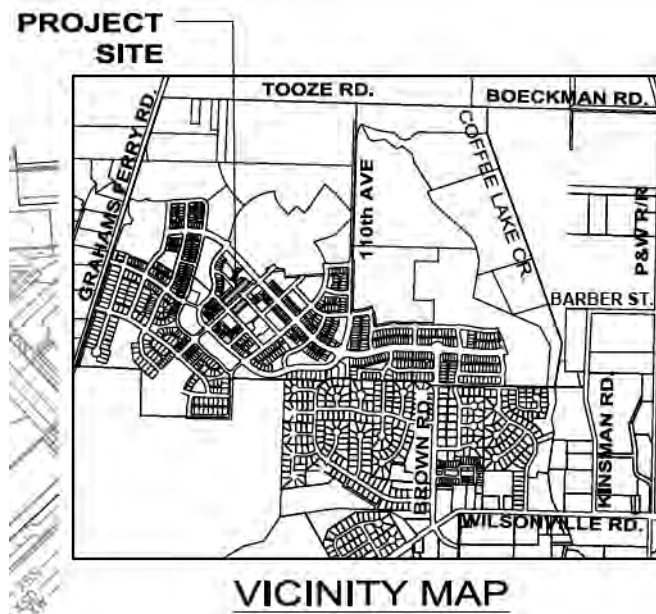 PROJECT
SITE
TOOZE RD.
BOECKMAN RD.
GRAHAMS FERRY RD.
110th AVE
COFFEE LAKE CR.
P&W R/R
BARBER ST.
BROWN RD.
KINSMAN RD.
WILSONVILLE RD.
VICINITY MAP